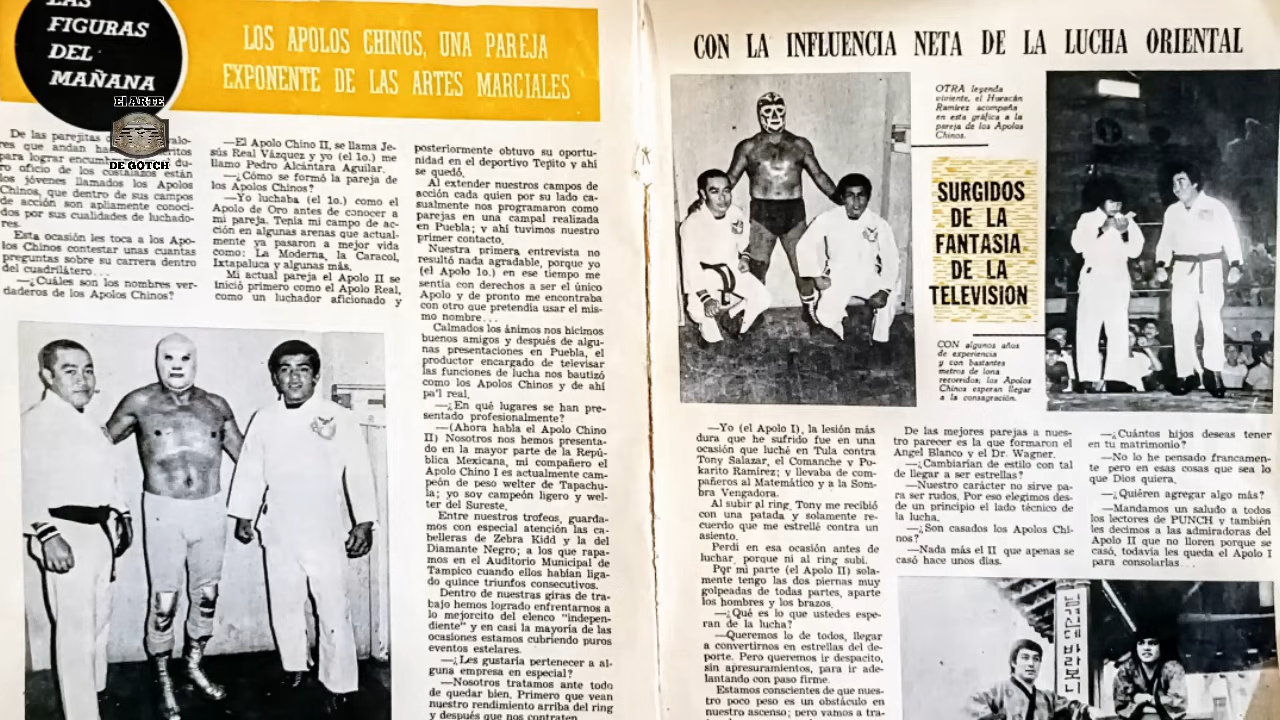 LAS
FIGURAS
DEL
MAÑANA
El ARTE
DE GOTCH
LOS APOLOS CHINOS, UNA PAREJA
EXPONENTE DE LAS ARTES MARCIALES
De las parejitas
res que andan
para lograr
ro oficio de los costalazos están
los jóvenes llamados los Apolos
Chinos, que dentro de sus campos
de acción son apliamente conoci-
dos por sus cualidades de luchado-
res.
Esta ocasión les toca a los Apo-
los Chinos contestar unas cuantas
preguntas sobre su carrera dentro
del cuadrilátero...
—¿Cuáles son los nombres ver-
daderos de los Apolos Chinos?
—El Apolo Chino II, se llama Je-
sús Real Vázquez y yo (el 1o.) me
llamo Pedro Alcántara Aguilar.
—¿Cómo se formó la pareja de
los Apolos Chinos?
—Yo luchaba (el 1o.) como el
Apolo de Oro antes de conocer a
mi pareja. Tenía mi campo de ac-
ción en algunas arenas que actual-
mente ya pasaron a mejor vida
como: La Moderna, la Caracol,
Ixtapaluca y algunas más.
Mi actual pareja el Apolo II se
inició primero como el Apolo Real,
como un luchador aficionado y
posteriormente obtuvo su oportu-
nidad en el deportivo Tepito y ahí
se quedó.
Al extender nuestros campos de
acción cada quien por su lado ca-
sualmente nos programaron como
parejas en una campal realizada
en Puebla; y ahí tuvimos nuestro
primer contacto.
Nuestra primera entrevista no
resultó nada agradable, porque yo
(el Apolo 1o.) en ese tiempo me
sentía con derechos a ser el único
Apolo y de pronto me encontraba
con otro que pretendía usar el mis-
mo nombre...
Calmados los ánimos nos hicimos
buenos amigos y después de algu-
nas presentaciones en Puebla, el
productor encargado de televisar
las funciones de lucha nos bautizó
como los Apolos Chinos y de ahí
pa'l real.
—¿En qué lugares se han pre-
sentado profesionalmente?
—(Ahora habla el Apolo Chino
II) Nosotros nos hemos presenta-
do en la mayor parte de la Repú-
blica Mexicana, mi compañero el
Apolo Chino I es actualmente cam-
peón de peso welter de Tapachu-
la; yo soy campeón ligero y wel-
ter del Sureste.
Entre nuestros trofeos, guarda-
mos con especial atención las ca-
belleras de Zebra Kidd y la del
Diamante Negro; a los que rapa-
mos en el Auditorio Municipal de
Tampico cuando ellos habían liga-
do quince triunfos consecutivos.
Dentro de nuestras giras de tra-
bajo hemos logrado enfrentarnos a
lo mejorcito del elenco "indepen-
diente" y en casi la mayoría de las
ocasiones estamos cubriendo puros
eventos estelares.
—¿Les gustaría pertenecer a al-
guna empresa en especial?
—Nosotros tratamos ante todo
de quedar bien. Primero que vean
nuestro rendimiento arriba del ring
y después que nos contraten.
CON LA INFLUENCIA NETA DE LA LUCHA ORIENTAL
OTRA leyenda
viviente, el Huracán
Ramírez acompaña
en esta gráfica a la
pareja de los Apolos
Chinos.
SURGIDOS
DE LA
FANTASIA
DE LA
TELEVISION
CON algunos años
de experiencia
y con bastantes
metros de lona
recorridos; los Apolos
Chinos esperan llegar
a la consagración.
—Yo (el Apolo I), la lesión más
dura que he sufrido fue en una
ocasión que luché en Tula contra
Tony Salazar, el Comanche y Po-
karito Ramírez; y llevaba de com-
pañeros al Matemático y a la Som-
bra Vengadora.
Al subir al ring, Tony me recibió
con una patada y solamente re-
cuerdo que me estrellé contra un
asiento.
Perdí en esa ocasión antes de
luchar, porque ni al ring subí.
Por mi parte (el Apolo II) sola-
mente tengo las dos piernas muy
golpeadas de todas partes, aparte
los hombres y los brazos.
—¿Qué es lo que ustedes espe-
ran de la lucha?
—Queremos lo de todos, llegar
a convertirnos en estrellas del de-
porte. Pero queremos ir despacito,
sin apresuramientos, para ir ade-
lantando con paso firme.
Estamos conscientes de que nues-
tro poco peso es un obstáculo en
nuestro ascenso; pero vamos a tra-
De las mejores parejas a nues-
tro parecer es la que formaron el
Angel Blanco y el Dr. Wagner.
—¿Cambiarían de estilo con tal
de llegar a ser estrellas?
—Nuestro carácter no sirve pa-
ra ser rudos. Por eso elegimos des-
de un principio el lado técnico de
la lucha.
—¿Son casados los Apolos Chi-
nos?
—Nada más el II que apenas se
casó hace unos días.
—¿Cuántos hijos deseas tener
en tu matrimonio?
—No lo he pensado francamen-
te pero en esas cosas que sea lo
que Dios quiera.
—¿Quiéren agregar algo más?
—Mandamos un saludo a todos
los lectores de PUNCH y también
les decimos a las admiradoras del
Apolo II que no lloren porque se
casó, todavía les queda el Apolo I
para consolarlas...